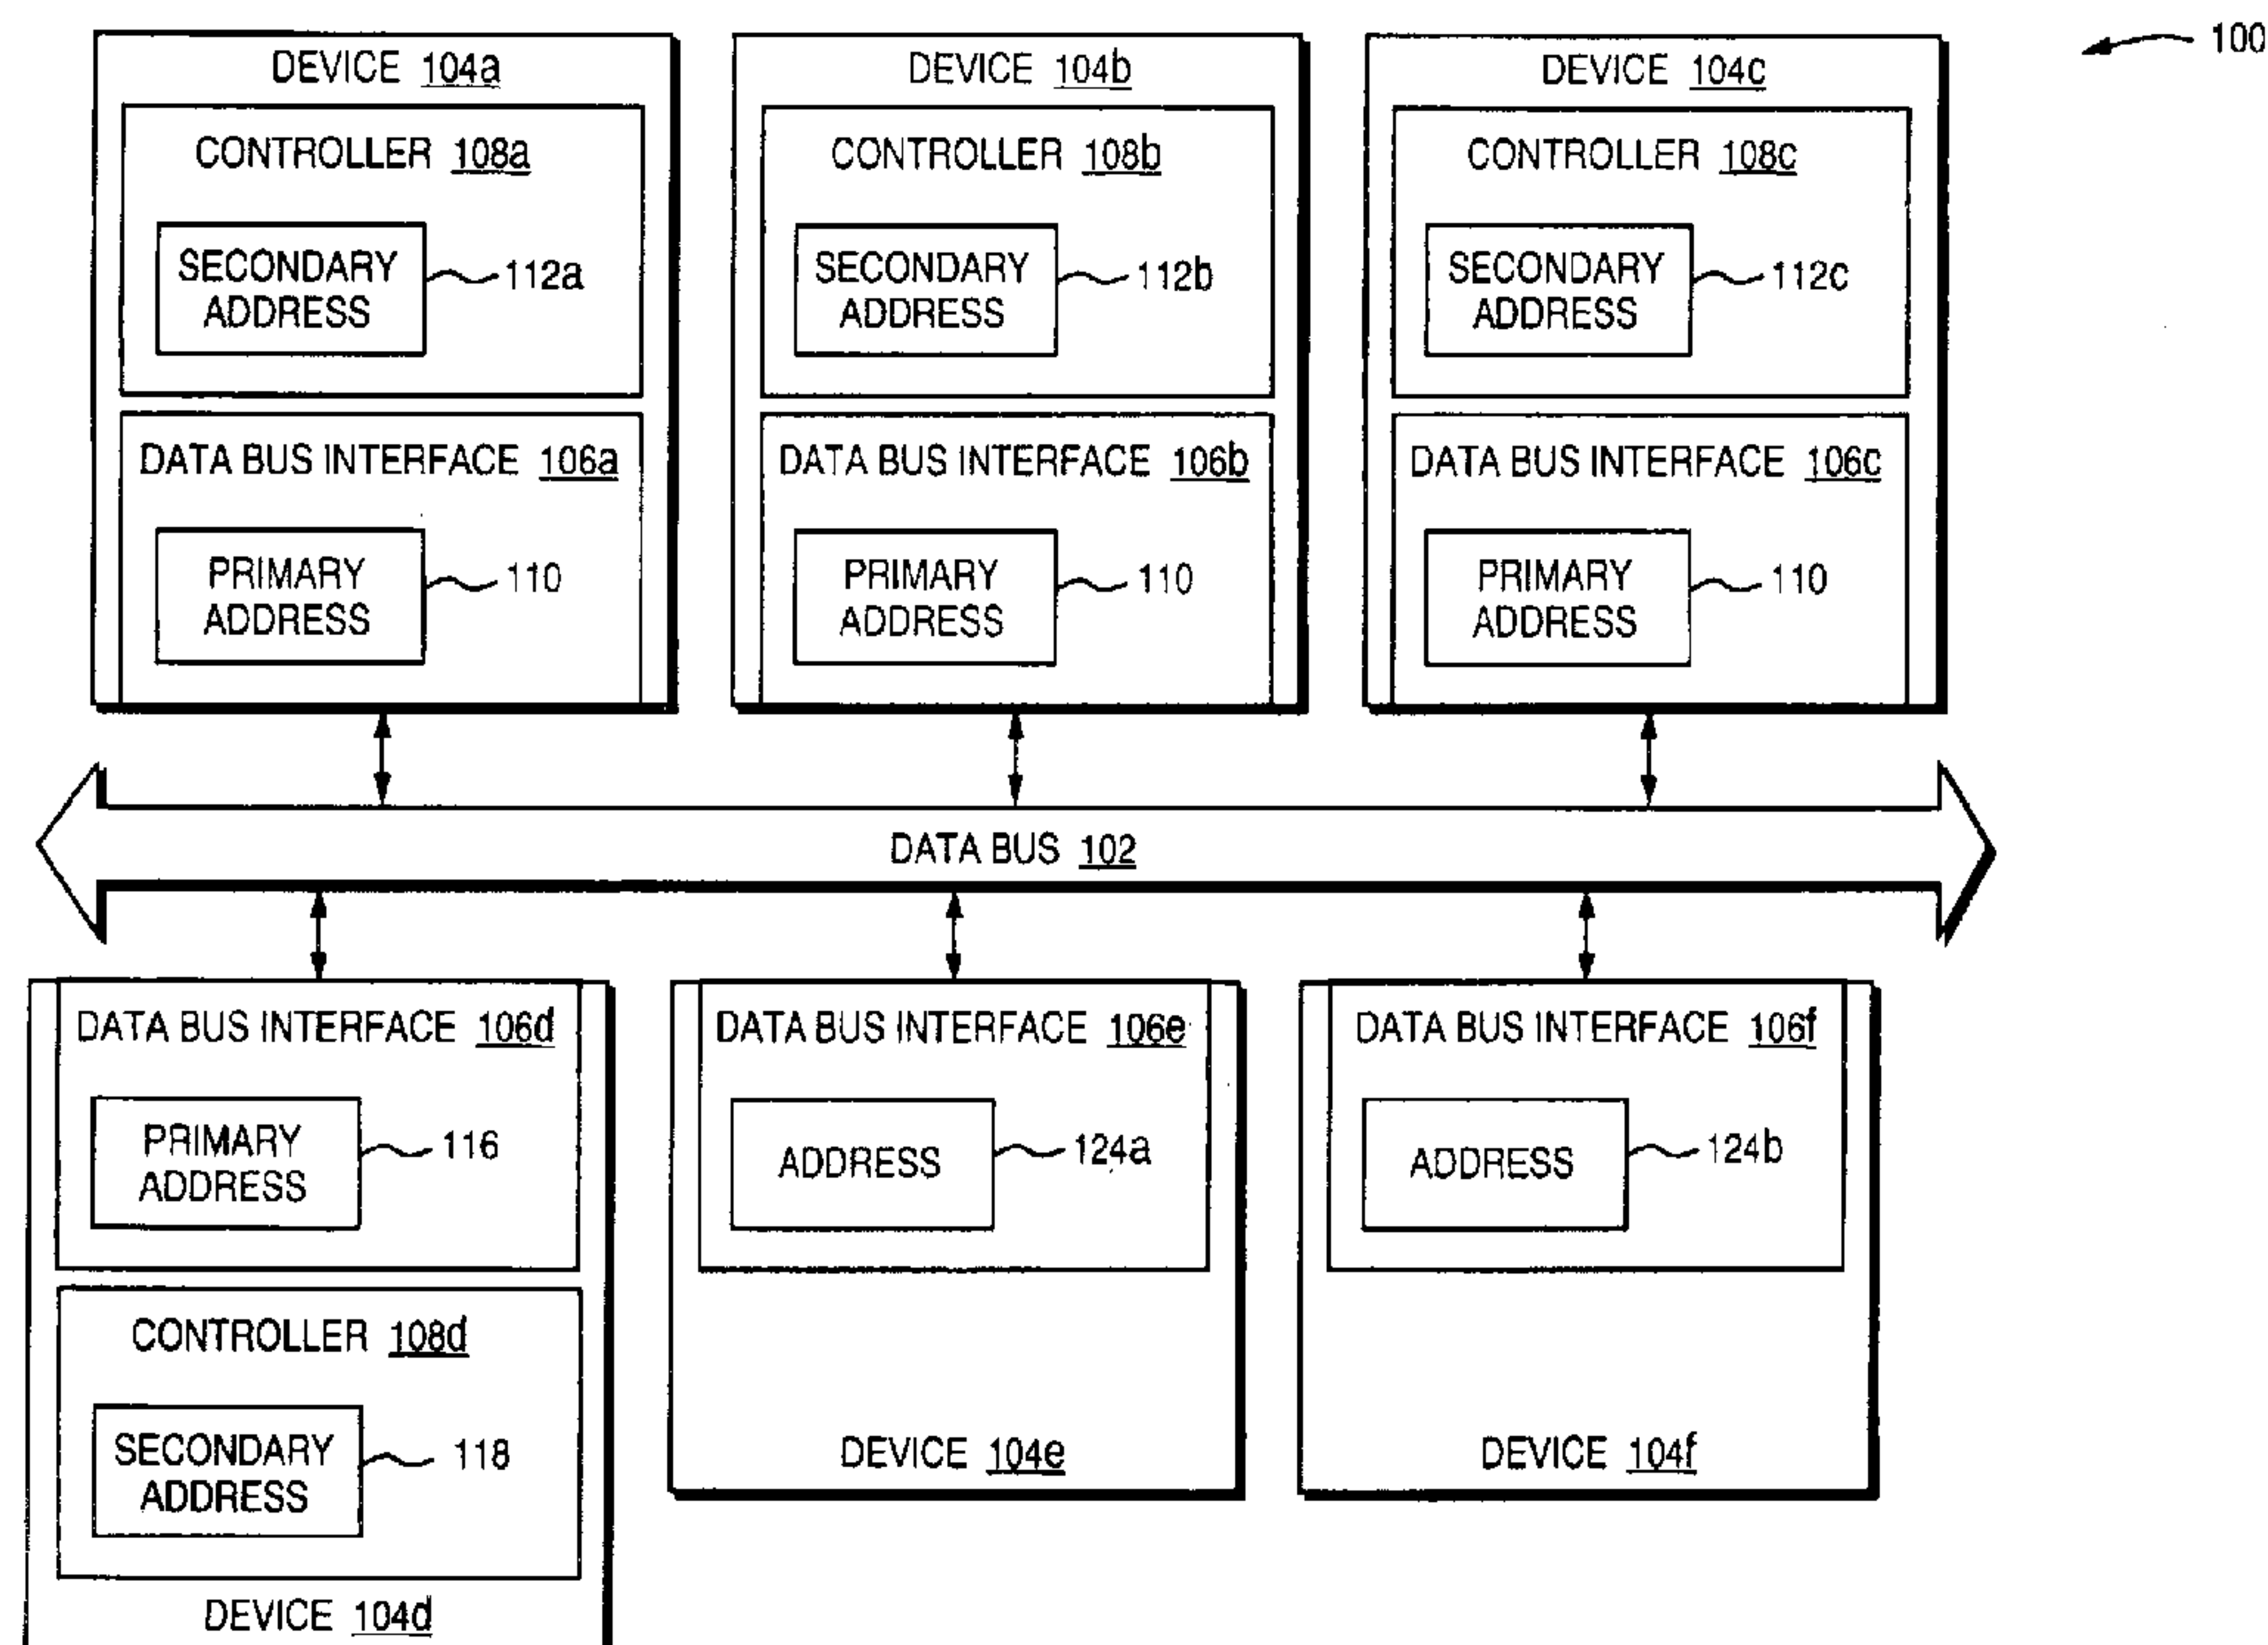 100
DEVICE 104a
CONTROLLER 108a
SECONDARY
ADDRESS
112a
DATA BUS INTERFACE 106a
PRIMARY
ADDRESS
110
DEVICE 104b
CONTROLLER 108b
SECONDARY
ADDRESS
112b
DATA BUS INTERFACE 106b
PRIMARY
ADDRESS
110
DEVICE 104c
CONTROLLER 108c
SECONDARY
ADDRESS
112c
DATA BUS INTERFACE 106c
PRIMARY
ADDRESS
110
DATA BUS 102
DATA BUS INTERFACE 106d
PRIMARY
ADDRESS
116
CONTROLLER 108d
SECONDARY
ADDRESS
118
DEVICE 104d
DATA BUS INTERFACE 106e
ADDRESS
124a
DEVICE 104e
DATA BUS INTERFACE 106f
ADDRESS
124b
DEVICE 104f